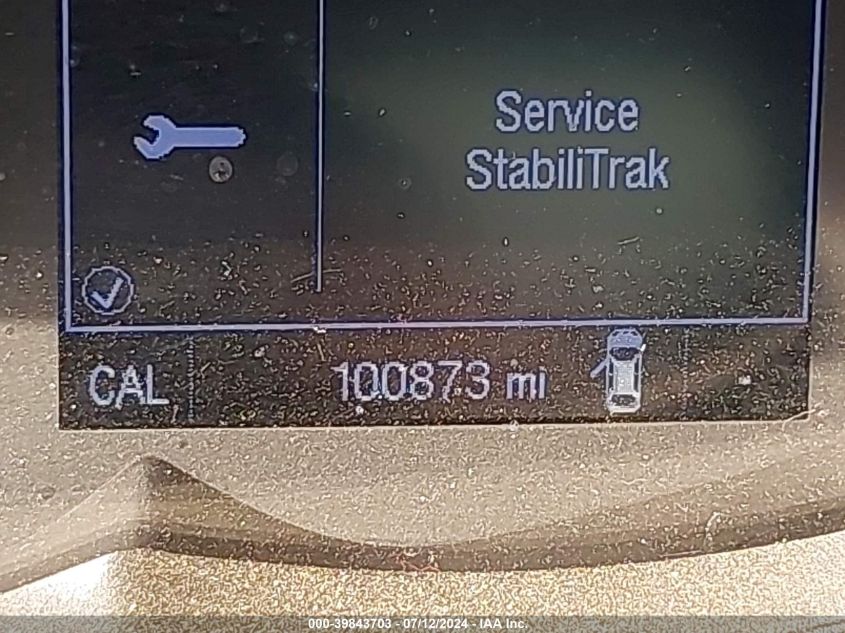 Service
StabiliTrak
CAL 100873 mi
000-39843703 - 07/12/2024 - IAA Inc.